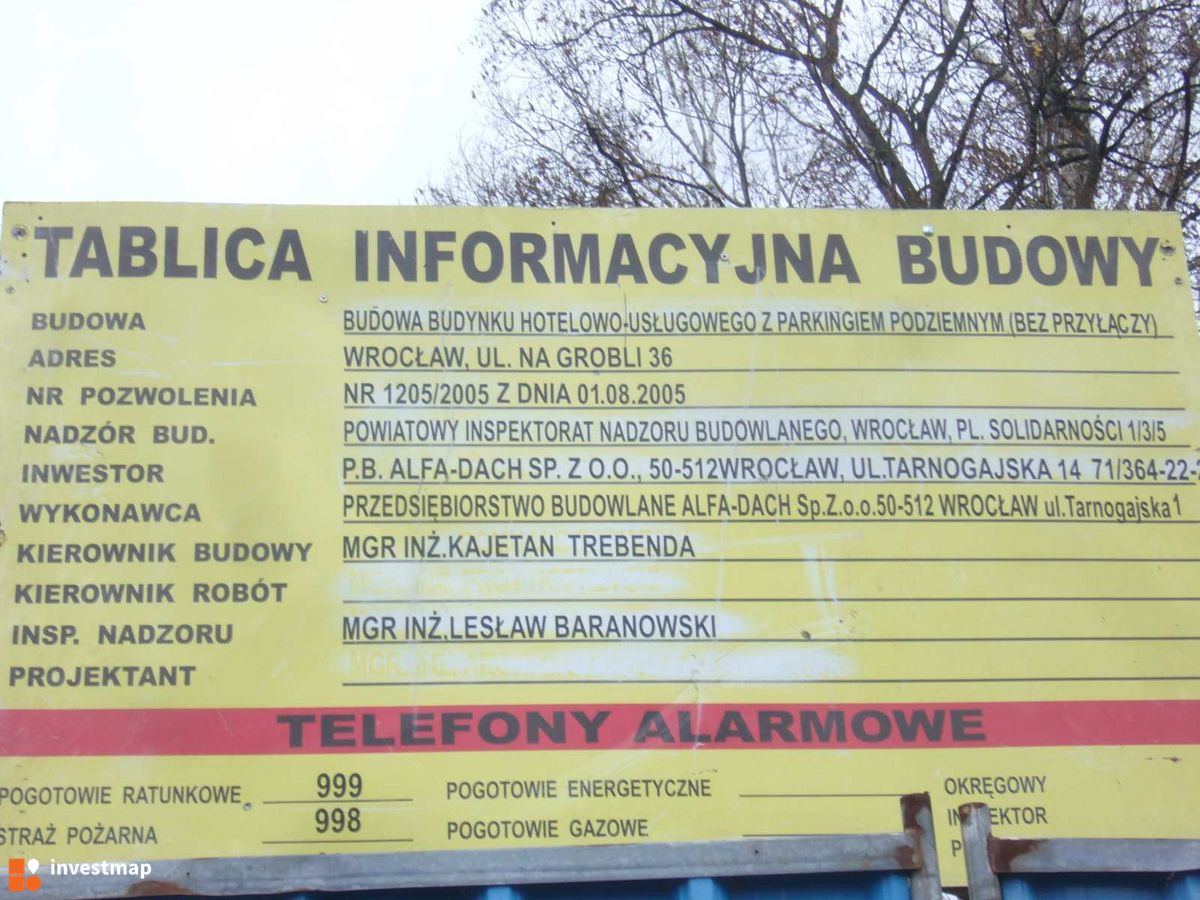 TABLICA INFORMACYJNA BUDOWY
BUDOWA BUDOWA BUDYNKU HOTELOWO-USŁUGOWEGO Z PARKINGIEM PODZIEMNYM (BEZ PRZYŁĄCZY)
ADRES WROCŁAW, UL. NA GROBLI 36
NR POZWOLENIA NR 1205/2005 Z DNIA 01.08.2005
NADZÓR BUD. POWIATOWY INSPEKTORAT NADZORU BUDOWLANEGO, WROCŁAW, PL. SOLIDARNOŚCI 1/3/5
INWESTOR P.B. ALFA-DACH SP. Z O.O., 50-512WROCŁAW, UL.TARNOGAJSKA 14 71/364-22-
WYKONAWCA PRZEDSIĘBIORSTWO BUDOWLANE ALFA-DACH Sp.Z.o.o.50-512 WROCŁAW ul.Tarnogajska 1
KIEROWNIK BUDOWY MGR INŻ.KAJETAN TREBENDA
KIEROWNIK ROBÓT
INSP. NADZORU MGR INŻ.LESŁAW BARANOWSKI
PROJEKTANT
TELEFONY ALARMOWE
POGOTOWIE RATUNKOWE 999 POGOTOWIE ENERGETYCZNE OKRĘGOWY
STRAŻ POŻARNA 998 POGOTOWIE GAZOWE
investmap